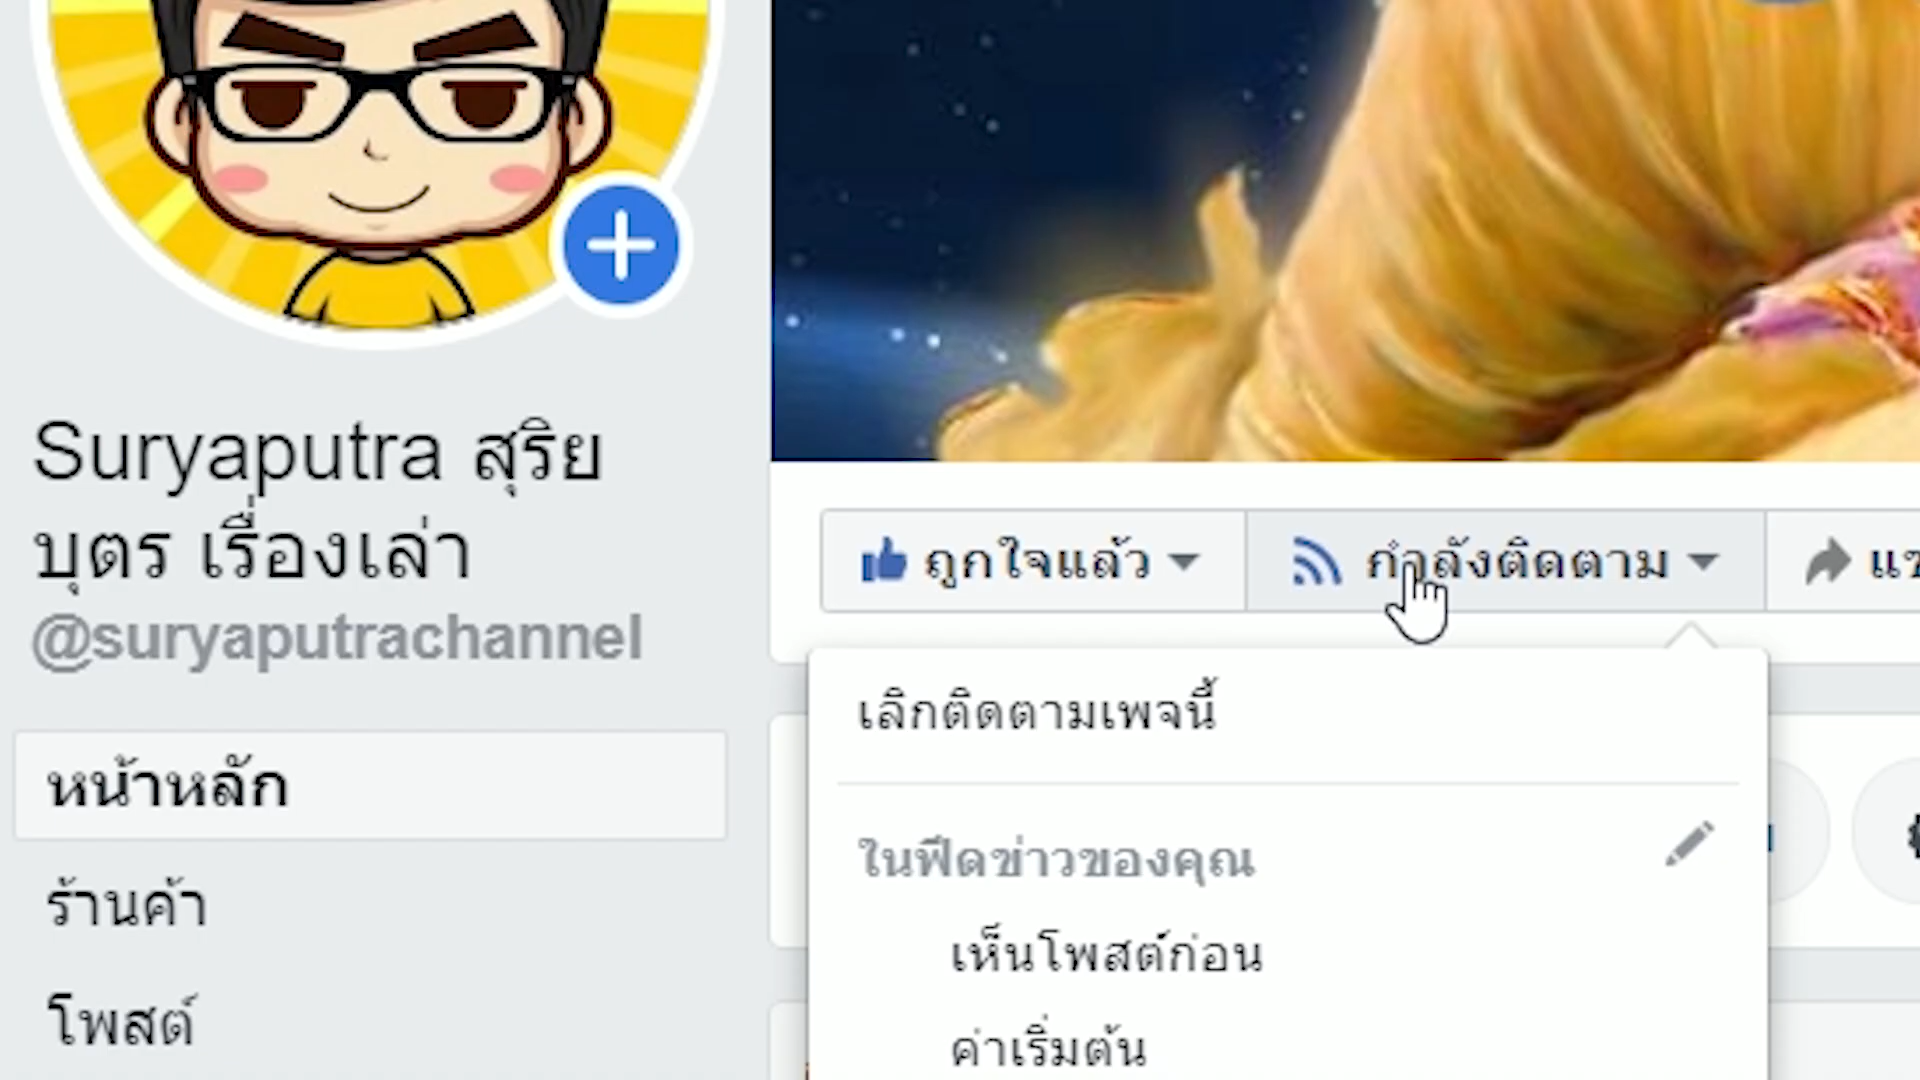 Suryaputra สุริย
บุตร เรื่องเล่า
@suryaputrachannel
หน้าหลัก
ร้านค้า
โพสต์
ถูกใจแล้ว
กำลังติดตาม
เลิกติดตามเพจนี้
ในฟีดข่าวของคุณ
เห็นโพสต์ก่อน
ค่าเริ่มต้น